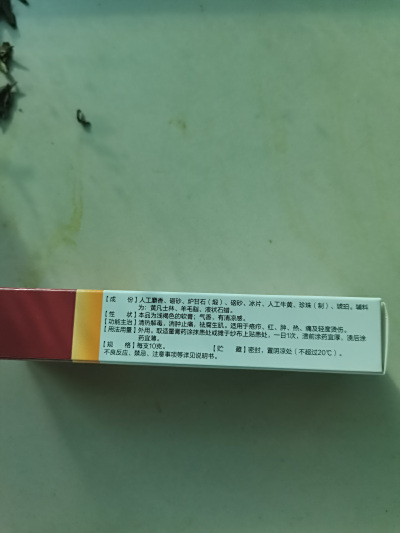 【成　份】人工麝香、硼砂、炉甘石（煅）、硇砂、冰片、人工牛黄、珍珠（制）、琥珀。辅料
为：黄凡士林、羊毛脂、液状石蜡。
【性　状】本品为浅褐色的软膏；气香，有清凉感。
【功能主治】清热解毒，消肿止痛，祛腐生肌。适用于疮疖，红、肿、热、痛及轻度烫伤。
【用法用量】外用。取适量膏药涂抹患处或摊于纱布上贴患处，一日1次，溃前涂药宜厚，溃后涂
药宜薄。
【规　格】每支10克。　【贮　藏】密封，置阴凉处（不超过20℃）。
不良反应、禁忌、注意事项等详见说明书。